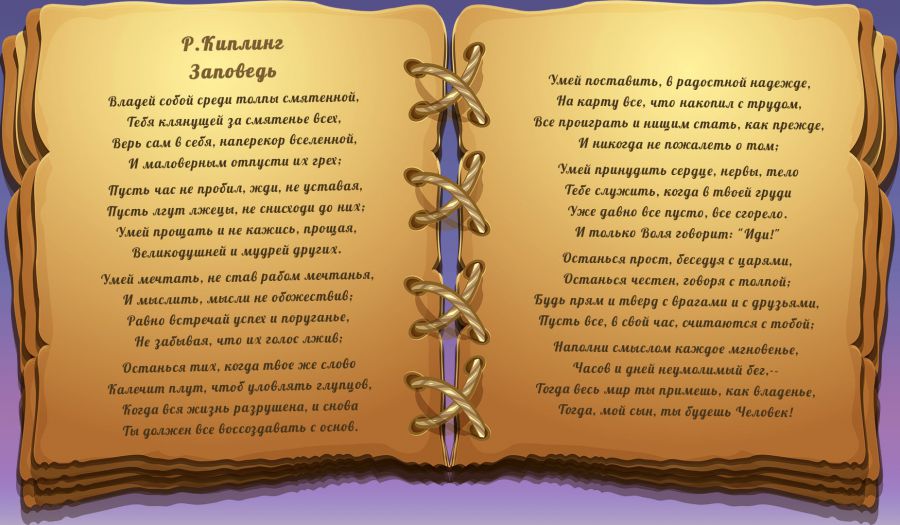 Р.Киплинг
Заповедь
Владей собой среди толпы смятенной,
Тебя клянущей за смятенье всех,
Верь сам в себя, наперекор вселенной,
И маловерным отпусти их грех;
Пусть час не пробил, жди, не уставая,
Пусть лгут лжецы, не снисходи до них;
Умей прощать и не кажись, прощая,
Великодушней и мудрей других.
Умей мечтать, не став рабом мечтанья,
И мыслить, мысли не обожествив;
Равно встречай успех и поруганье,
Не забывая, что их голос лжив;
Останься тих, когда твое же слово
Калечит плут, чтоб уловлять глупцов,
Когда вся жизнь разрушена, и снова
Ты должен все воссоздавать с основ.
Умей поставить, в радостной надежде,
На карту все, что накопил с трудом,
Все проиграть и нищим стать, как прежде,
И никогда не пожалеть о том;
Умей принудить сердце, нервы, тело
Тебе служить, когда в твоей груди
Уже давно все пусто, все сгорело.
И только Воля говорит: "Иди!"
Останься прост, беседуя с царями,
Останься честен, говоря с толпой;
Будь прям и тверд с врагами и с друзьями,
Пусть все, в свой час, считаются с тобой;
Наполни смыслом каждое мгновенье,
Часов и дней неумолимый бег,--
Тогда весь мир ты примешь, как владенье,
Тогда, мой сын, ты будешь Человек!